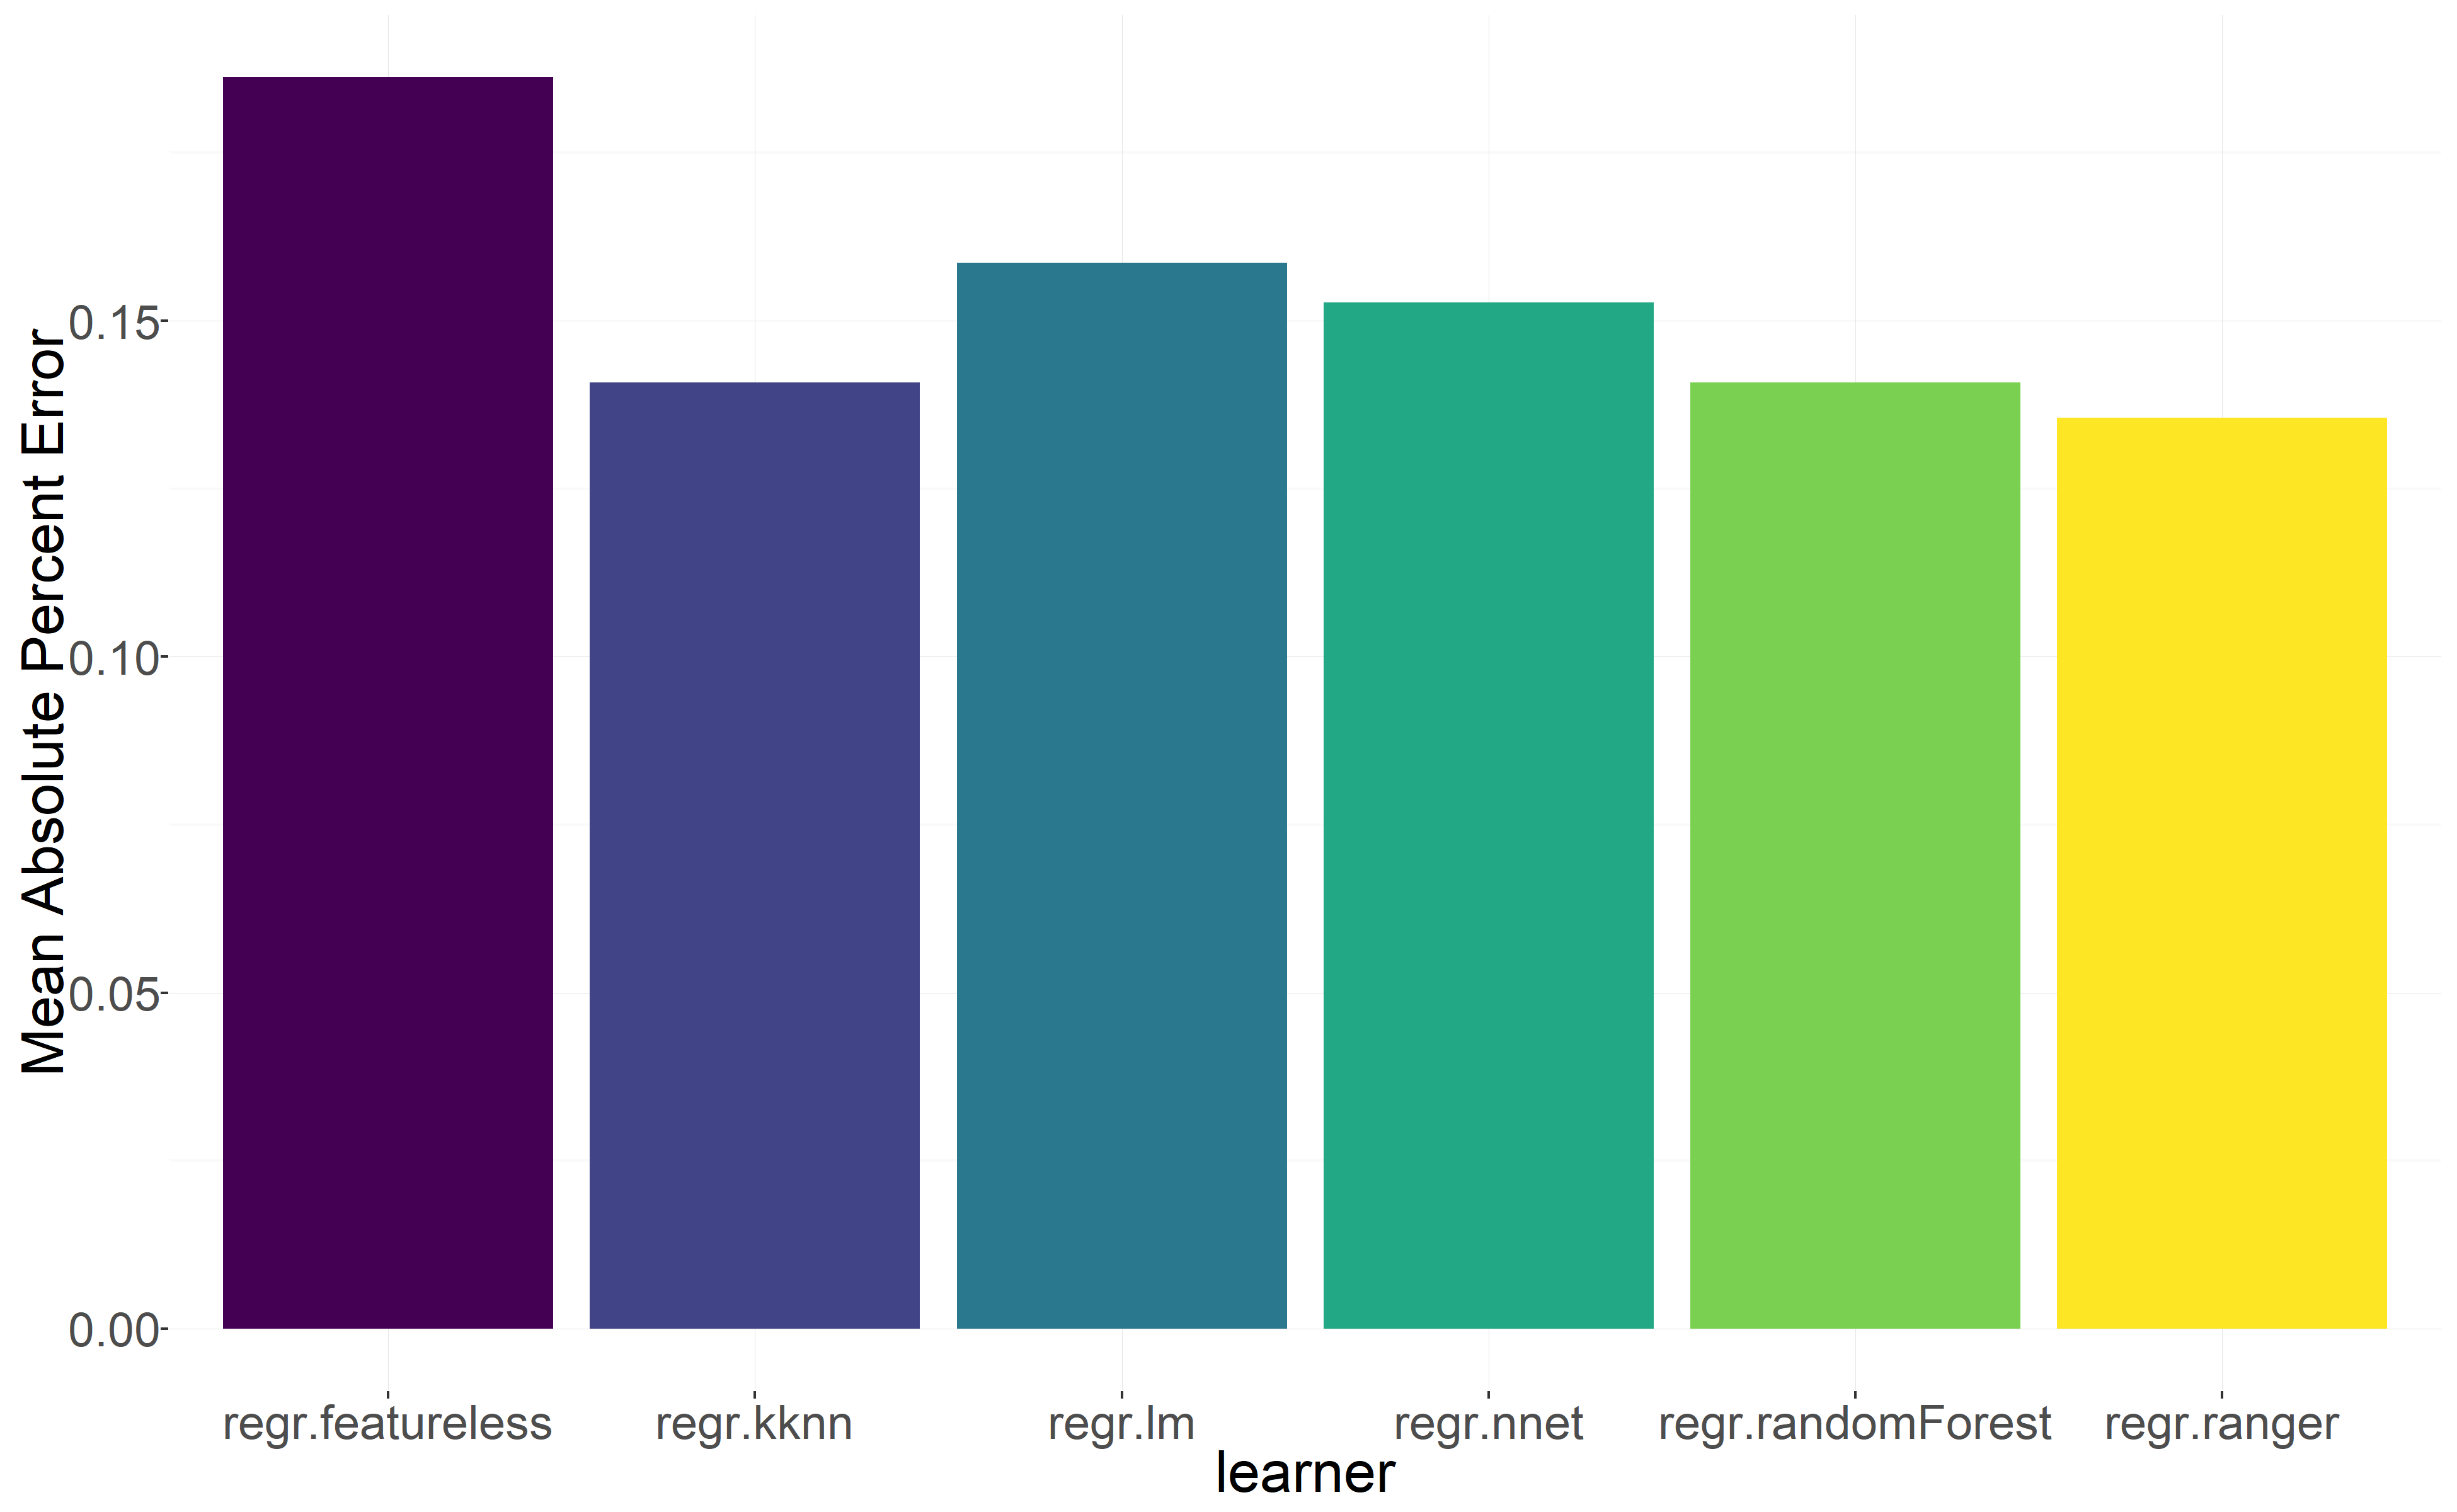 Mean Absolute Percent Error
0.15
0.10
0.05
0.00
regr.featureless
regr.kknn
regr.lm
regr.nnet
regr.randomForest
regr.ranger
learner